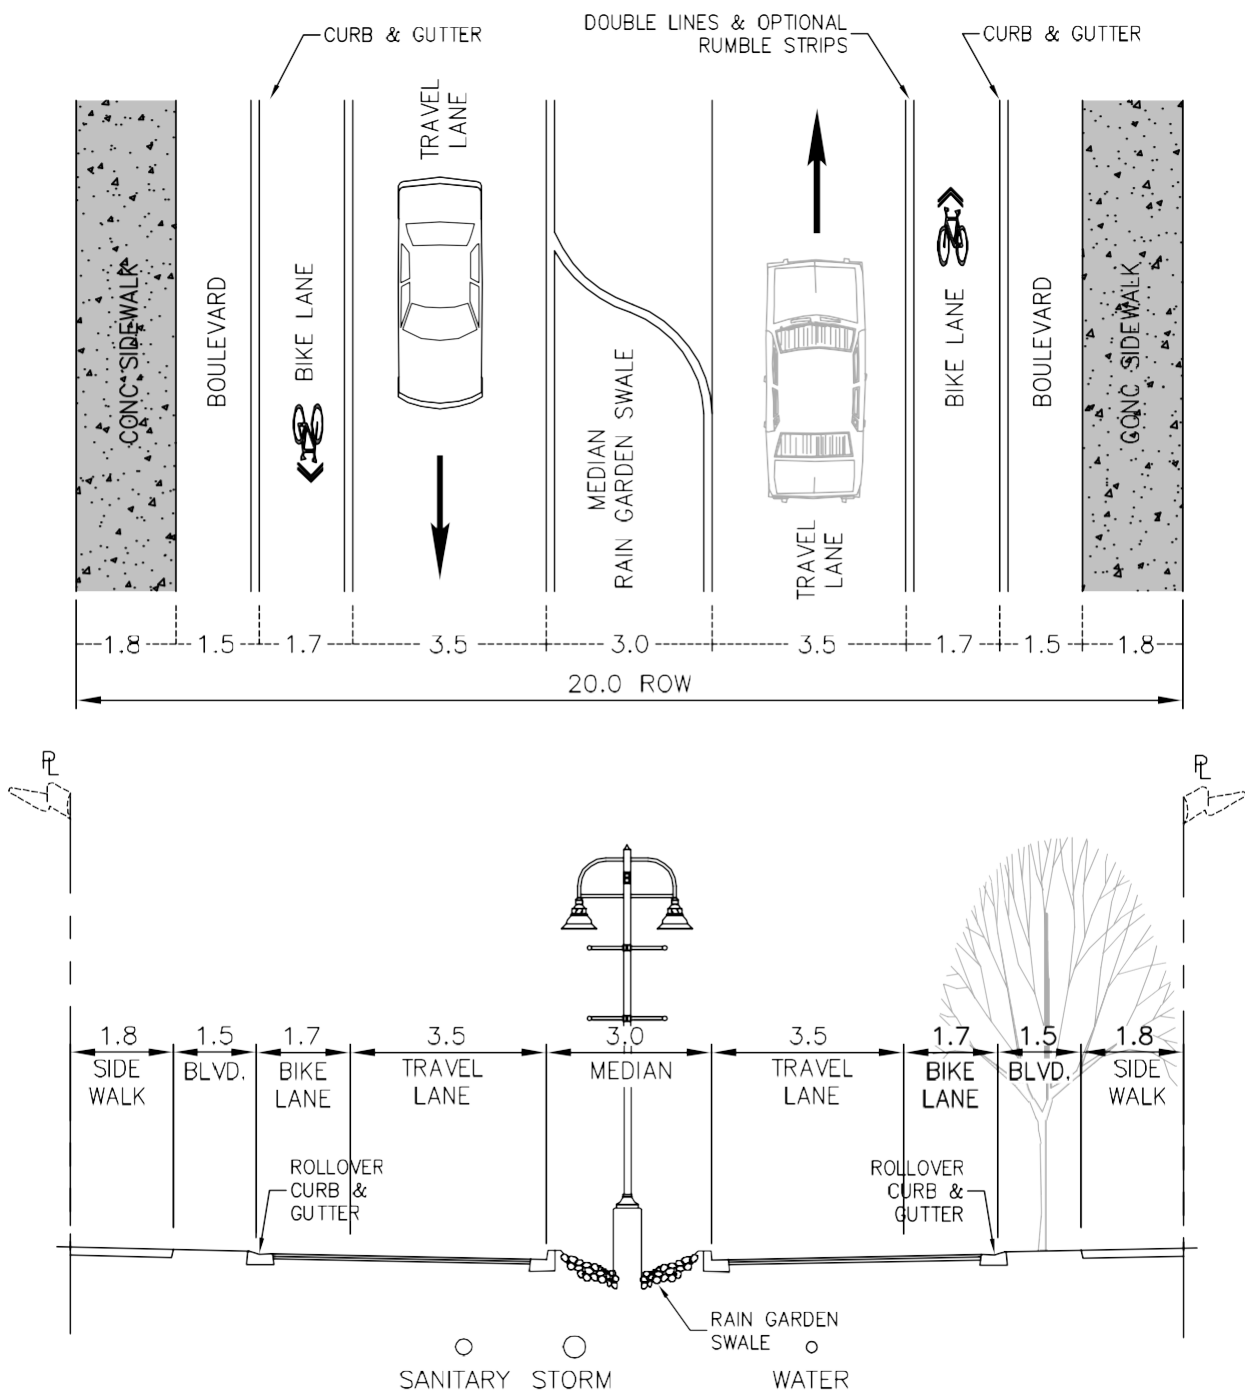 CURB & GUTTER
DOUBLE LINES & OPTIONAL
RUMBLE STRIPS
CURB & GUTTER
CONC SIDEWALK
BOULEVARD
BIKE LANE
TRAVEL
LANE
MEDIAN
RAIN GARDEN SWALE
TRAVEL
LANE
BIKE LANE
BOULEVARD
CONC SIDEWALK
1.8 1.5 1.7 3.5 3.0 3.5 1.7 1.5 1.8
20.0 ROW
PL
PL
1.8 1.5 1.7 3.5 3.0 3.5 1.7 1.5 1.8
SIDE
WALK
BLVD.
BIKE
LANE
TRAVEL
LANE
MEDIAN
TRAVEL
LANE
BIKE
LANE
BLVD.
SIDE
WALK
ROLLOVER
CURB &
GUTTER
ROLLOVER
CURB &
GUTTER
RAIN GARDEN
SWALE
SANITARY STORM WATER